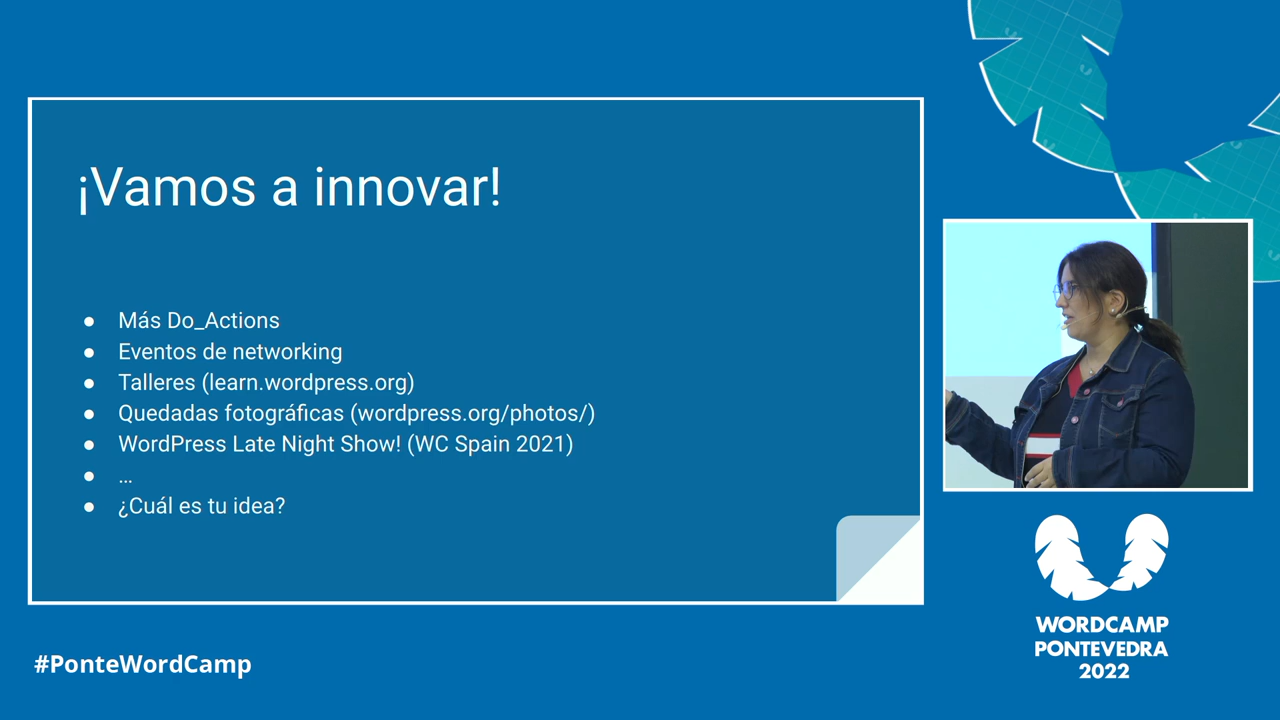 ¡Vamos a innovar!
● Más Do_Actions
● Eventos de networking
● Talleres (learn.wordpress.org)
● Quedadas fotográficas (wordpress.org/photos/)
● WordPress Late Night Show! (WC Spain 2021)
● ...
● ¿Cuál es tu idea?
#PonteWordCamp
WORDCAMP
PONTEVEDRA
2022